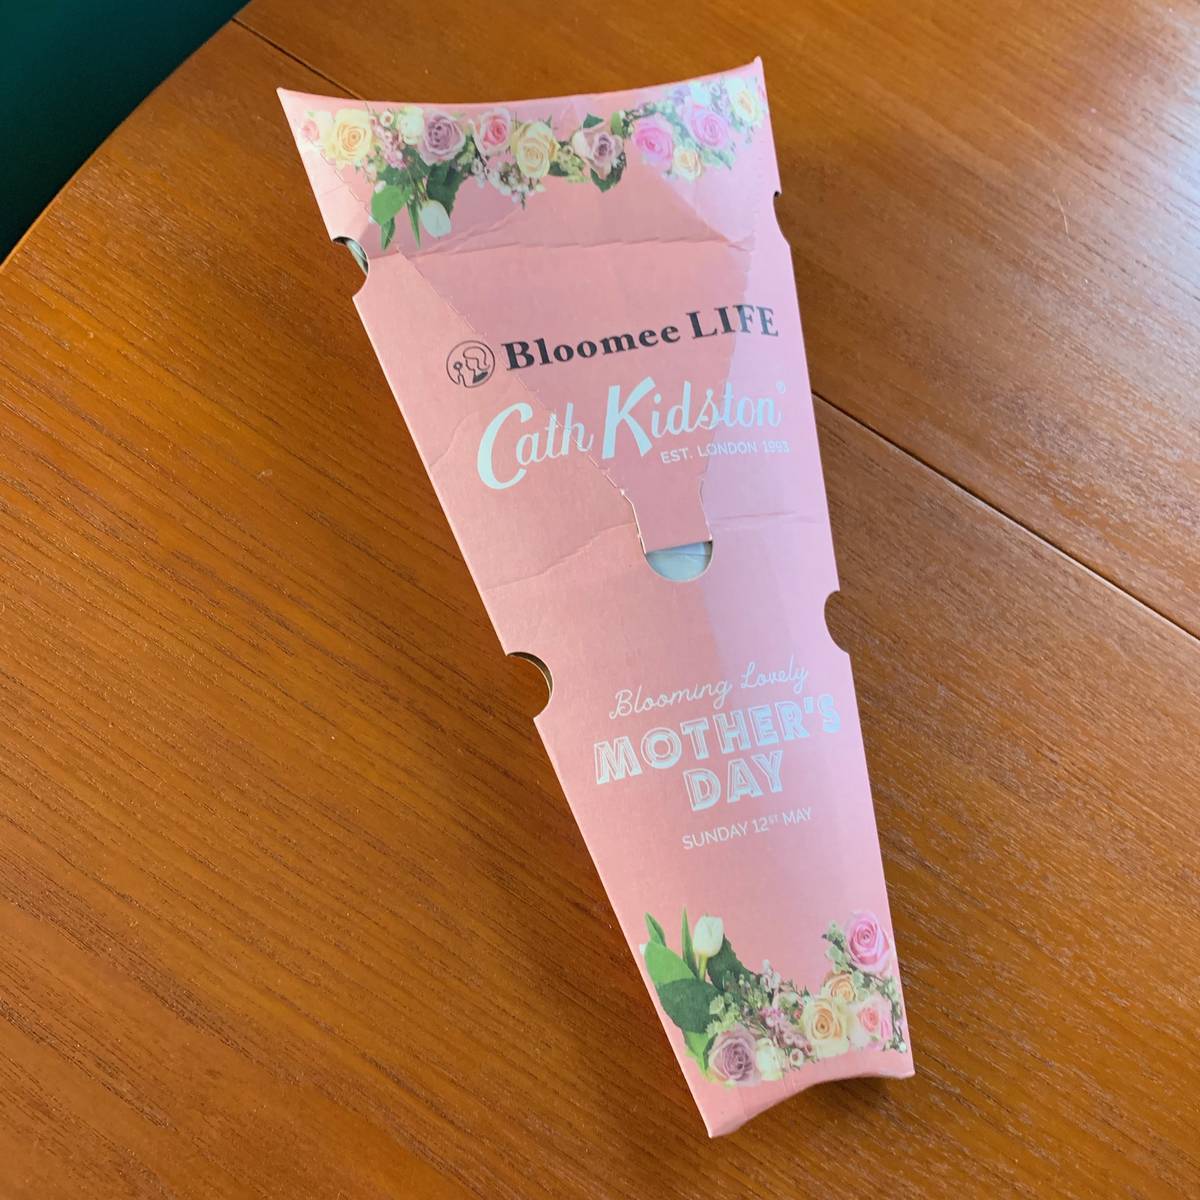 Bloomee LIFE
Cath Kidston®
EST. LONDON 1993
Blooming Lovely
MOTHER'S
DAY
SUNDAY 12ST MAY